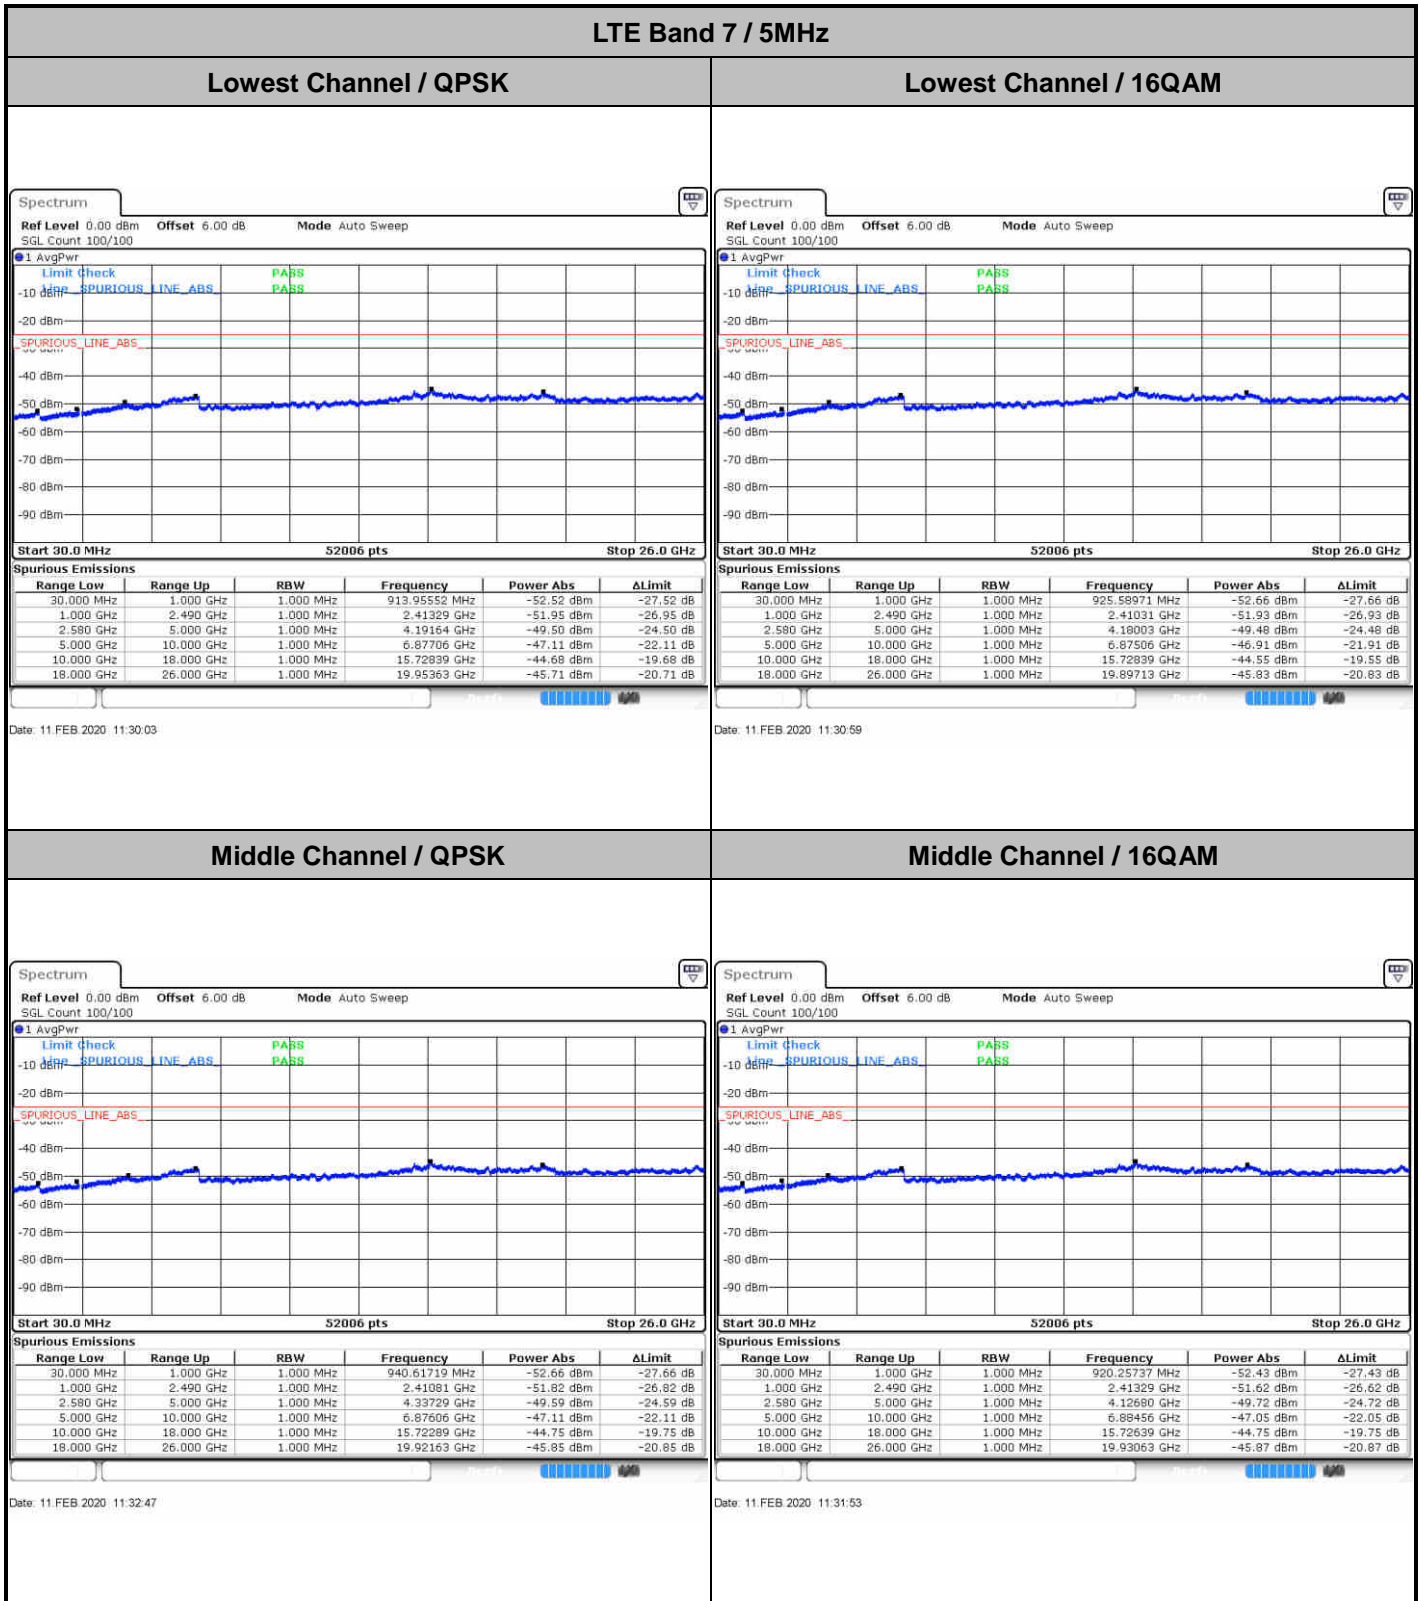 LTE Band 7 / 5MHz
Lowest Channel / QPSK
Lowest Channel / 16QAM
Spectrum
Ref Level 0.00 dBm Offset 6.00 dB Mode Auto Sweep
SGL Count 100/100
1 AvgPwr
Limit Check PASS
Line _SPURIOUS_LINE_ABS_ PASS
-10 dBm
-20 dBm
_SPURIOUS_LINE_ABS_
-40 dBm
-50 dBm
-60 dBm
-70 dBm
-80 dBm
-90 dBm
Start 30.0 MHz 52006 pts Stop 26.0 GHz
Spurious Emissions
Range Low Range Up RBW Frequency Power Abs ΔLimit
30.000 MHz 1.000 GHz 1.000 MHz 913.95552 MHz -52.52 dBm -27.52 dB
1.000 GHz 2.490 GHz 1.000 MHz 2.41329 GHz -51.95 dBm -26.95 dB
2.580 GHz 5.000 GHz 1.000 MHz 4.19164 GHz -49.50 dBm -24.50 dB
5.000 GHz 10.000 GHz 1.000 MHz 6.87706 GHz -47.11 dBm -22.11 dB
10.000 GHz 18.000 GHz 1.000 MHz 15.72839 GHz -44.68 dBm -19.68 dB
18.000 GHz 26.000 GHz 1.000 MHz 19.95363 GHz -45.71 dBm -20.71 dB
Date: 11.FEB.2020 11:30:03
Spectrum
Ref Level 0.00 dBm Offset 6.00 dB Mode Auto Sweep
SGL Count 100/100
1 AvgPwr
Limit Check PASS
Line _SPURIOUS_LINE_ABS_ PASS
-10 dBm
-20 dBm
_SPURIOUS_LINE_ABS_
-40 dBm
-50 dBm
-60 dBm
-70 dBm
-80 dBm
-90 dBm
Start 30.0 MHz 52006 pts Stop 26.0 GHz
Spurious Emissions
Range Low Range Up RBW Frequency Power Abs ΔLimit
30.000 MHz 1.000 GHz 1.000 MHz 925.58971 MHz -52.66 dBm -27.66 dB
1.000 GHz 2.490 GHz 1.000 MHz 2.41031 GHz -51.93 dBm -26.93 dB
2.580 GHz 5.000 GHz 1.000 MHz 4.18003 GHz -49.48 dBm -24.48 dB
5.000 GHz 10.000 GHz 1.000 MHz 6.87506 GHz -46.91 dBm -21.91 dB
10.000 GHz 18.000 GHz 1.000 MHz 15.72839 GHz -44.55 dBm -19.55 dB
18.000 GHz 26.000 GHz 1.000 MHz 19.89713 GHz -45.83 dBm -20.83 dB
Date: 11.FEB.2020 11:30:59
Middle Channel / QPSK
Middle Channel / 16QAM
Spectrum
Ref Level 0.00 dBm Offset 6.00 dB Mode Auto Sweep
SGL Count 100/100
1 AvgPwr
Limit Check PASS
Line _SPURIOUS_LINE_ABS_ PASS
-10 dBm
-20 dBm
_SPURIOUS_LINE_ABS_
-40 dBm
-50 dBm
-60 dBm
-70 dBm
-80 dBm
-90 dBm
Start 30.0 MHz 52006 pts Stop 26.0 GHz
Spurious Emissions
Range Low Range Up RBW Frequency Power Abs ΔLimit
30.000 MHz 1.000 GHz 1.000 MHz 940.61719 MHz -52.66 dBm -27.66 dB
1.000 GHz 2.490 GHz 1.000 MHz 2.41081 GHz -51.82 dBm -26.82 dB
2.580 GHz 5.000 GHz 1.000 MHz 4.33729 GHz -49.59 dBm -24.59 dB
5.000 GHz 10.000 GHz 1.000 MHz 6.87606 GHz -47.11 dBm -22.11 dB
10.000 GHz 18.000 GHz 1.000 MHz 15.72289 GHz -44.75 dBm -19.75 dB
18.000 GHz 26.000 GHz 1.000 MHz 19.92163 GHz -45.85 dBm -20.85 dB
Date: 11.FEB.2020 11:32:47
Spectrum
Ref Level 0.00 dBm Offset 6.00 dB Mode Auto Sweep
SGL Count 100/100
1 AvgPwr
Limit Check PASS
Line _SPURIOUS_LINE_ABS_ PASS
-10 dBm
-20 dBm
_SPURIOUS_LINE_ABS_
-40 dBm
-50 dBm
-60 dBm
-70 dBm
-80 dBm
-90 dBm
Start 30.0 MHz 52006 pts Stop 26.0 GHz
Spurious Emissions
Range Low Range Up RBW Frequency Power Abs ΔLimit
30.000 MHz 1.000 GHz 1.000 MHz 920.25737 MHz -52.43 dBm -27.43 dB
1.000 GHz 2.490 GHz 1.000 MHz 2.41329 GHz -51.62 dBm -26.62 dB
2.580 GHz 5.000 GHz 1.000 MHz 4.12680 GHz -49.72 dBm -24.72 dB
5.000 GHz 10.000 GHz 1.000 MHz 6.88456 GHz -47.05 dBm -22.05 dB
10.000 GHz 18.000 GHz 1.000 MHz 15.72639 GHz -44.75 dBm -19.75 dB
18.000 GHz 26.000 GHz 1.000 MHz 19.93063 GHz -45.87 dBm -20.87 dB
Date: 11.FEB.2020 11:31:53